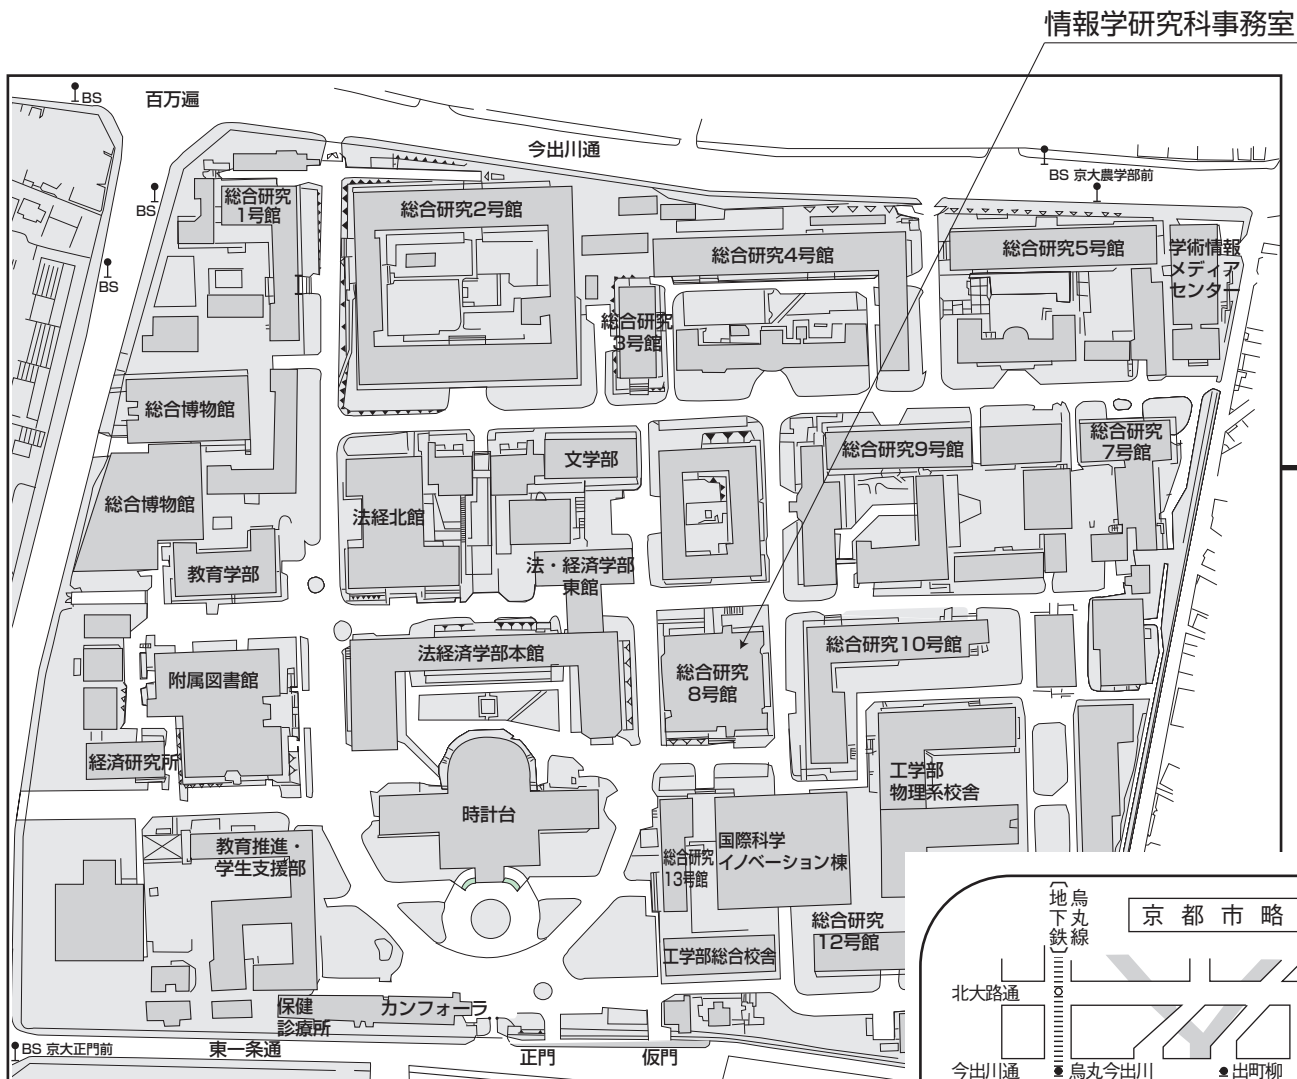 情報学研究科事務室
BS
百万遍
今出川通
BS 京大農学部前
BS
BS
総合研究
1号館
総合研究2号館
総合研究4号館
総合研究5号館
学術情報
メディア
センター
総合研究
3号館
総合博物館
文学部
総合研究9号館
総合研究
7号館
総合博物館
法経北館
教育学部
法・経済学部
東館
法経済学部本館
総合研究
8号館
総合研究10号館
附属図書館
経済研究所
工学部
物理系校舎
時計台
教育推進・
学生支援部
総合研究
13号館
国際科学
イノベーション棟
総合研究
12号館
工学部総合校舎
保健
診療所
カンフォーラ
BS 京大正門前
東一条通
正門
仮門
地下鉄
烏丸線
京都市略
北大路通
今出川通
烏丸今出川
出町柳